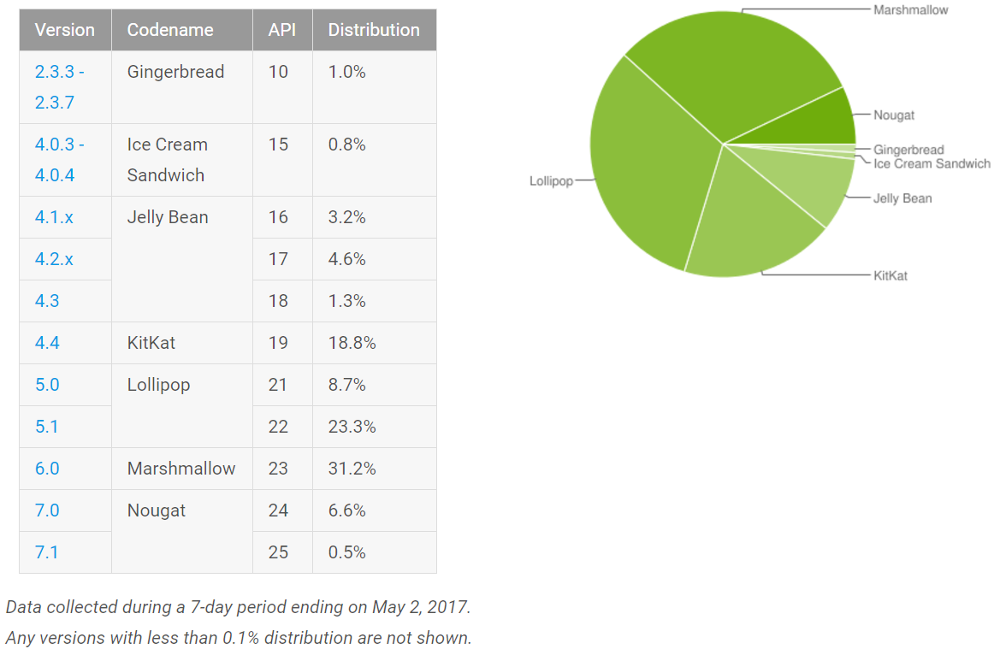 Version Codename API Distribution
2.3.3 - Gingerbread 10 1.0%
2.3.7
4.0.3 - Ice Cream 15 0.8%
4.0.4 Sandwich
4.1.x Jelly Bean 16 3.2%
4.2.x 17 4.6%
4.3 18 1.3%
4.4 KitKat 19 18.8%
5.0 Lollipop 21 8.7%
5.1 22 23.3%
6.0 Marshmallow 23 31.2%
7.0 Nougat 24 6.6%
7.1 25 0.5%
Data collected during a 7-day period ending on May 2, 2017.
Any versions with less than 0.1% distribution are not shown.
Marshmallow
Nougat
Gingerbread
Ice Cream Sandwich
Lollipop
Jelly Bean
KitKat